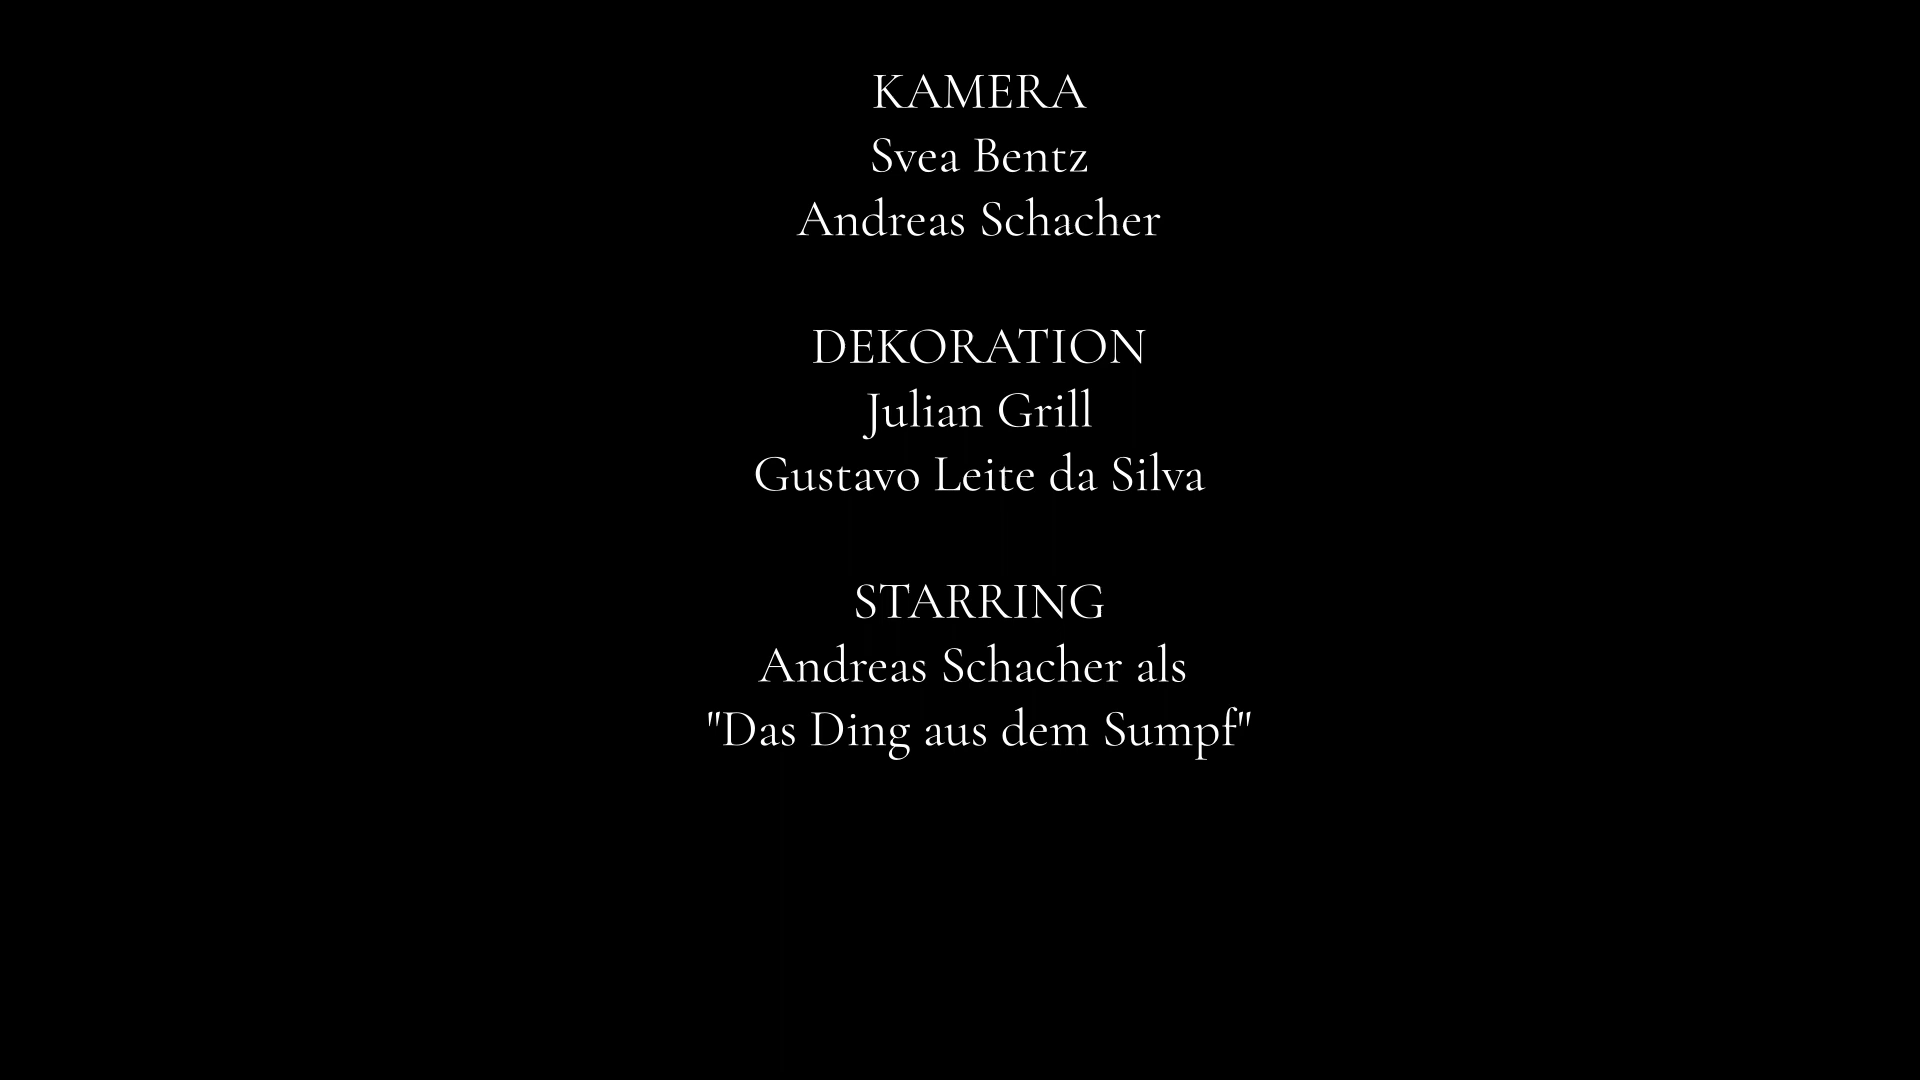 KAMERA
Svea Bentz
Andreas Schacher
DEKORATION
Julian Grill
Gustavo Leite da Silva
STARRING
Andreas Schacher als
"Das Ding aus dem Sumpf"